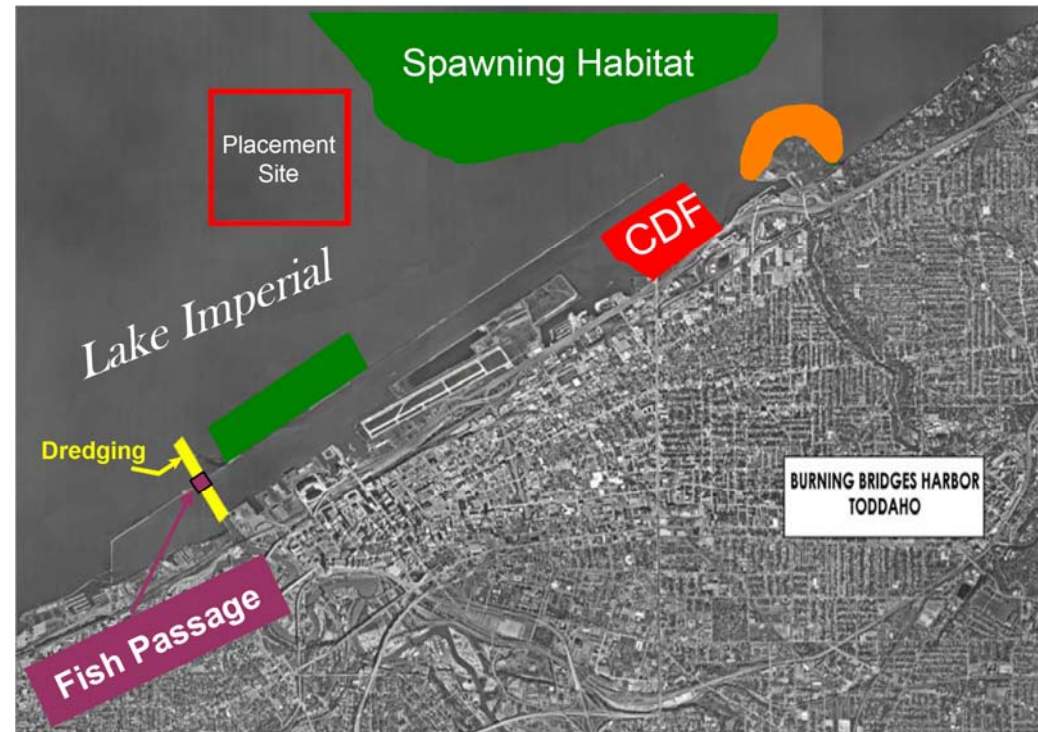 Spawning Habitat
Placement
Site
CDF
Lake Imperial
Dredging
BURNING BRIDGES HARBOR
TODDAHO
Fish Passage